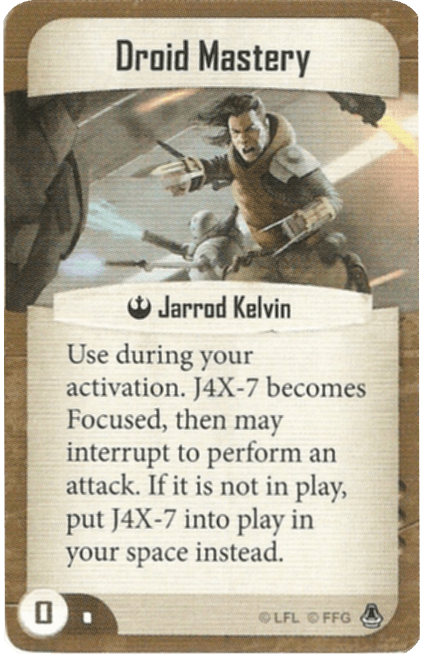 Droid Mastery
Jarrod Kelvin
Use during your
activation. J4X-7 becomes
Focused, then may
interrupt to perform an
attack. If it is not in play,
put J4X-7 into play in
your space instead.
0
© LFL © FFG